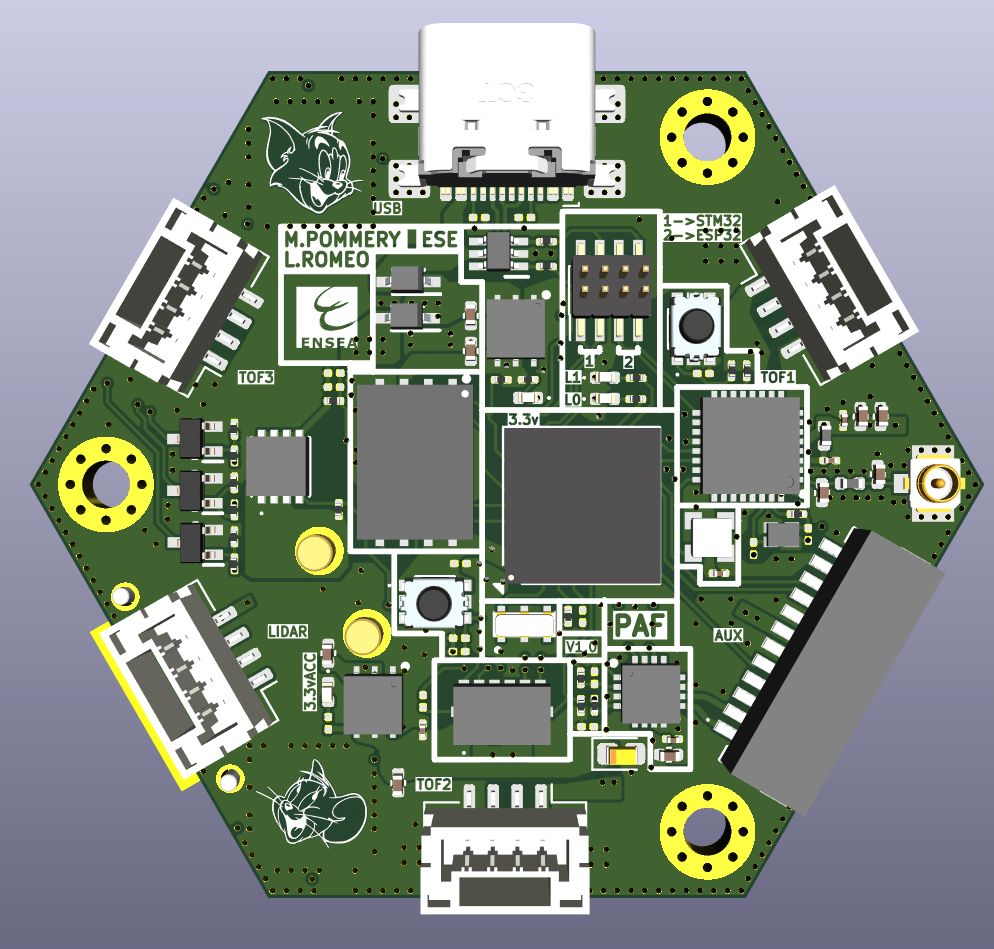 GCT
USB
1->STM32
2->ESP32
M.POMMERY ESE
L.ROMEO
ENSEA
1 2
TOF3
L1
TOF1
L0
3.3v
LIDAR
PAF
AUX
V1.0
3.3vACC
TOF2